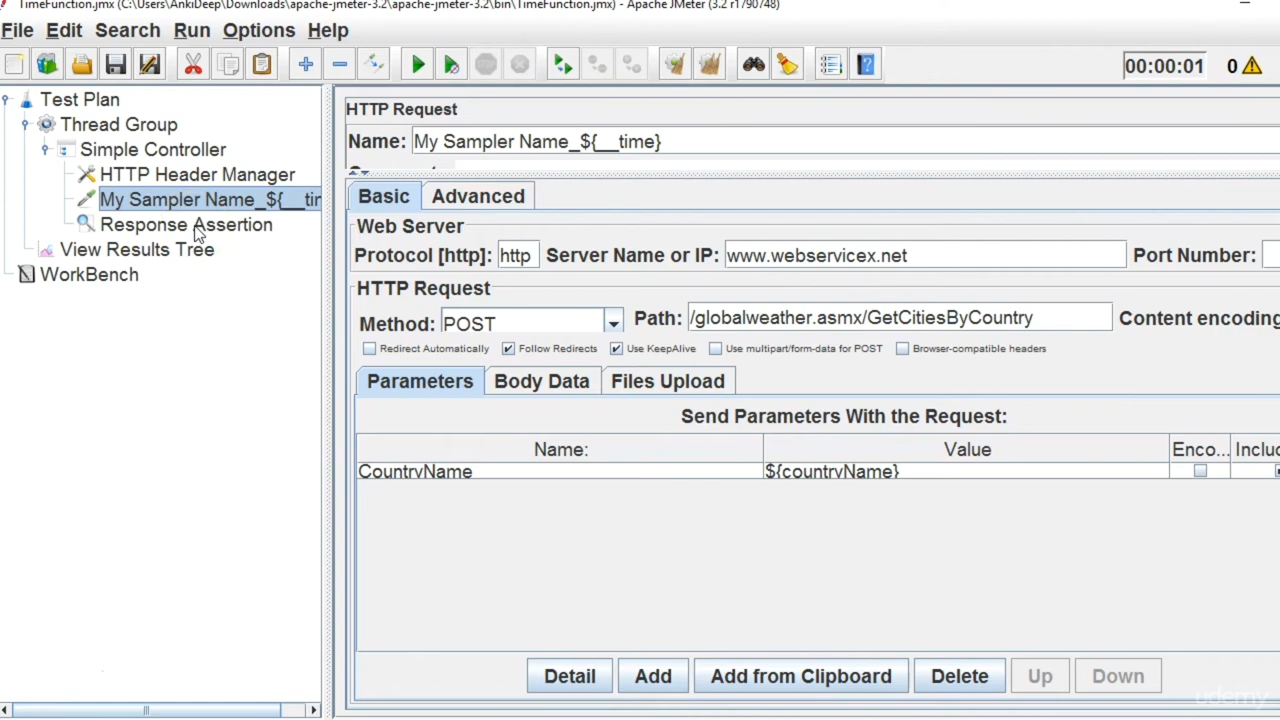 TimeFunction.jmx (C:\Users\AnkiDeep\Downloads\apache-jmeter-3.2\apache-jmeter-3.2\bin\TimeFunction.jmx) - Apache JMeter (3.2 r1790748)
File Edit Search Run Options Help
00:00:01 0
Test Plan
Thread Group
Simple Controller
HTTP Header Manager
My Sampler Name_${__tir
Response Assertion
View Results Tree
WorkBench
HTTP Request
Name: My Sampler Name_${__time}
Basic Advanced
Web Server
Protocol [http]: http Server Name or IP: www.webservicex.net Port Number:
HTTP Request
Method: POST Path: /globalweather.asmx/GetCitiesByCountry Content encoding
Redirect Automatically Follow Redirects Use KeepAlive Use multipart/form-data for POST Browser-compatible headers
Parameters Body Data Files Upload
Send Parameters With the Request:
Name: Value Enco... Includ
CountryName ${countryName}
Detail Add Add from Clipboard Delete Up Down
udemy